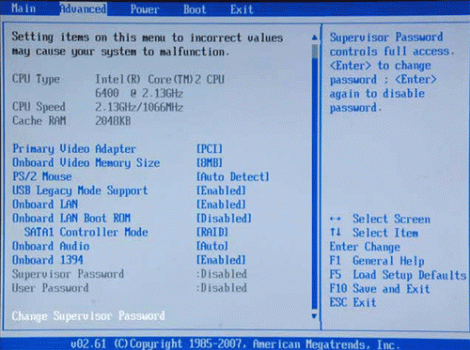 Main Advanced Power Boot Exit
Setting items on this menu to incorrect values
may cause your system to malfunction.
CPU Type Intel(R) Core(TM)2 CPU
6400 @ 2.13GHz
CPU Speed 2.13GHz/1066MHz
Cache RAM 2048KB
Primary Video Adapter [PCI]
Onboard Video Memory Size [8MB]
PS/2 Mouse [Auto Detect]
USB Legacy Mode Support [Enabled]
Onboard LAN [Enabled]
Onboard LAN Boot ROM [Disabled]
SATA1 Controller Mode [RAID]
Onboard Audio [Auto]
Onboard 1394 [Enabled]
Supervisor Password :Disabled
User Password :Disabled
Change Supervisor Password
Supervisor Password
controls full access.
<Enter> to change
password : <Enter>
again to disable
password.
↔ Select Screen
↑↓ Select Item
Enter Change
F1 General Help
F5 Load Setup Defaults
F10 Save and Exit
ESC Exit
v02.61 (C)Copyright 1985-2007, American Megatrends, Inc.